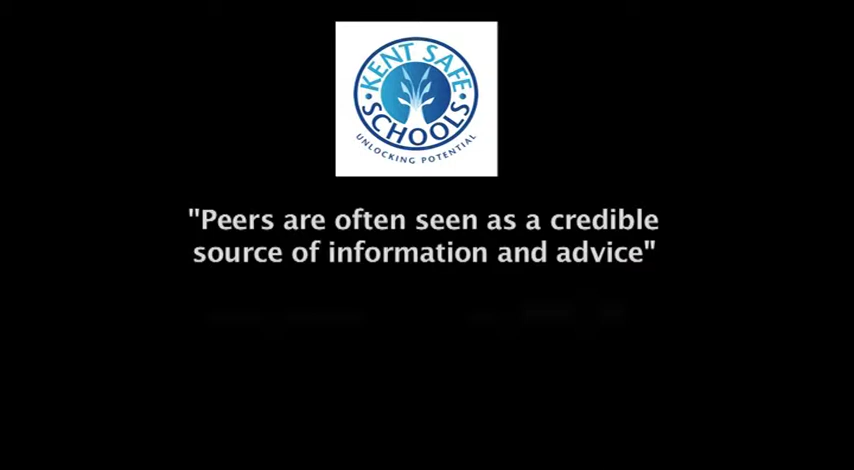 KENT SAFE
SCHOOLS
UNLOCKING POTENTIAL
"Peers are often seen as a credible
source of information and advice"